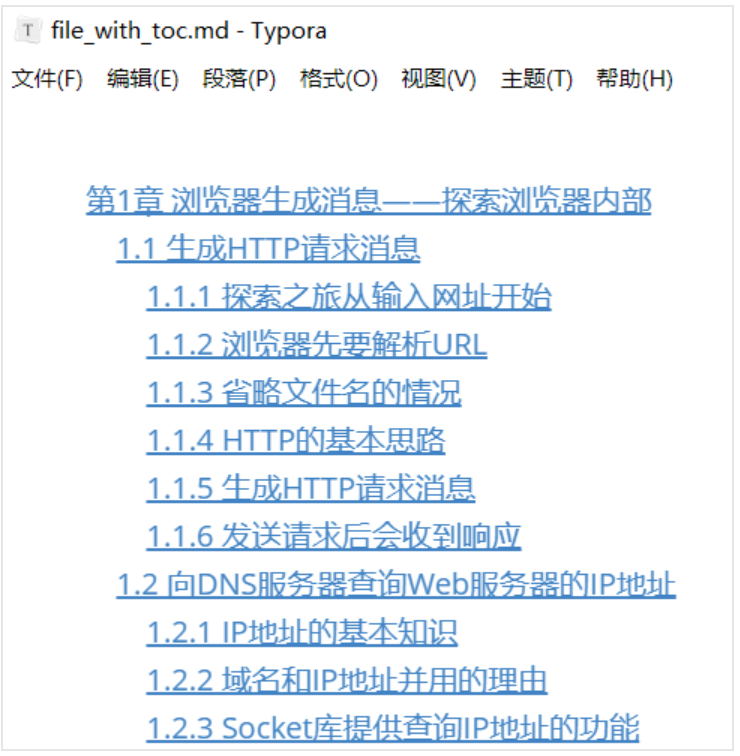 T file_with_toc.md - Typora
文件(F) 编辑(E) 段落(P) 格式(O) 视图(V) 主题(T) 帮助(H)
第1章 浏览器生成消息——探索浏览器内部
1.1 生成HTTP请求消息
1.1.1 探索之旅从输入网址开始
1.1.2 浏览器先要解析URL
1.1.3 省略文件名的情况
1.1.4 HTTP的基本思路
1.1.5 生成HTTP请求消息
1.1.6 发送请求后会收到响应
1.2 向DNS服务器查询Web服务器的IP地址
1.2.1 IP地址的基本知识
1.2.2 域名和IP地址并用的理由
1.2.3 Socket库提供查询IP地址的功能